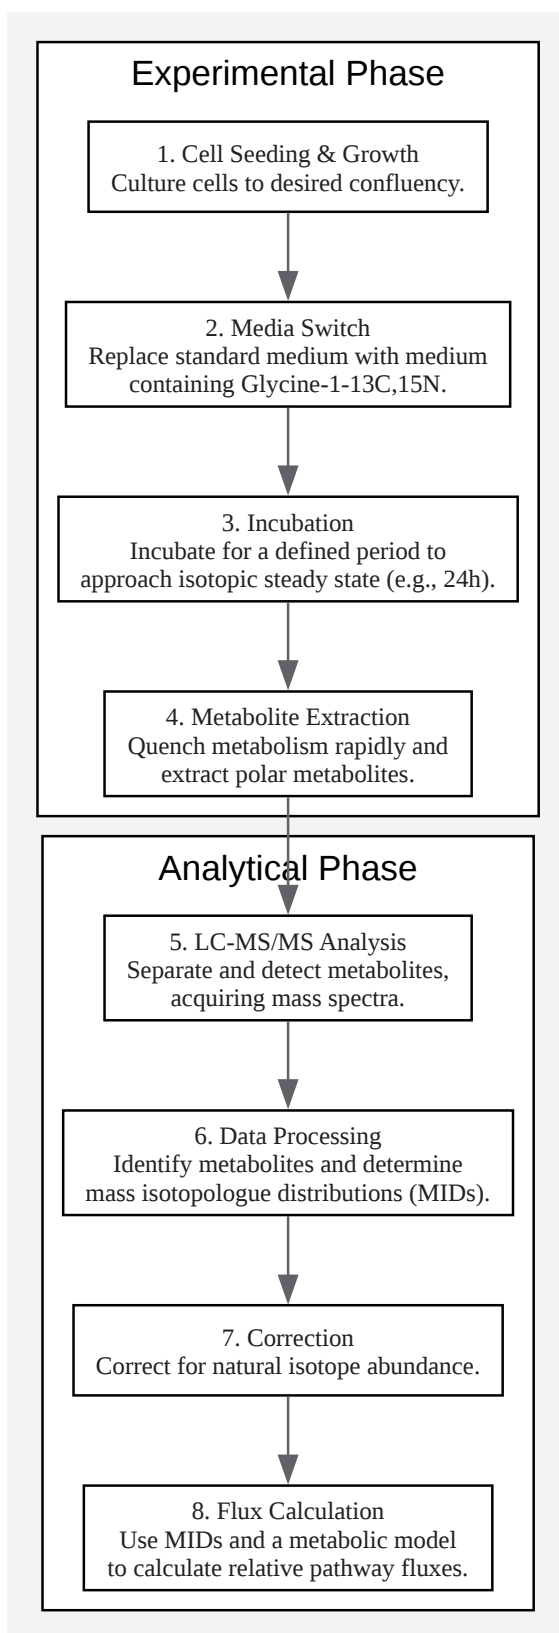 Experimental Phase
1. Cell Seeding & Growth
Culture cells to desired confluency.
2. Media Switch
Replace standard medium with medium
containing Glycine-1-13C,15N.
3. Incubation
Incubate for a defined period to
approach isotopic steady state (e.g., 24h).
4. Metabolite Extraction
Quench metabolism rapidly and
extract polar metabolites.
Analytical Phase
5. LC-MS/MS Analysis
Separate and detect metabolites,
acquiring mass spectra.
6. Data Processing
Identify metabolites and determine
mass isotopologue distributions (MIDs).
7. Correction
Correct for natural isotope abundance.
8. Flux Calculation
Use MIDs and a metabolic model
to calculate relative pathway fluxes.